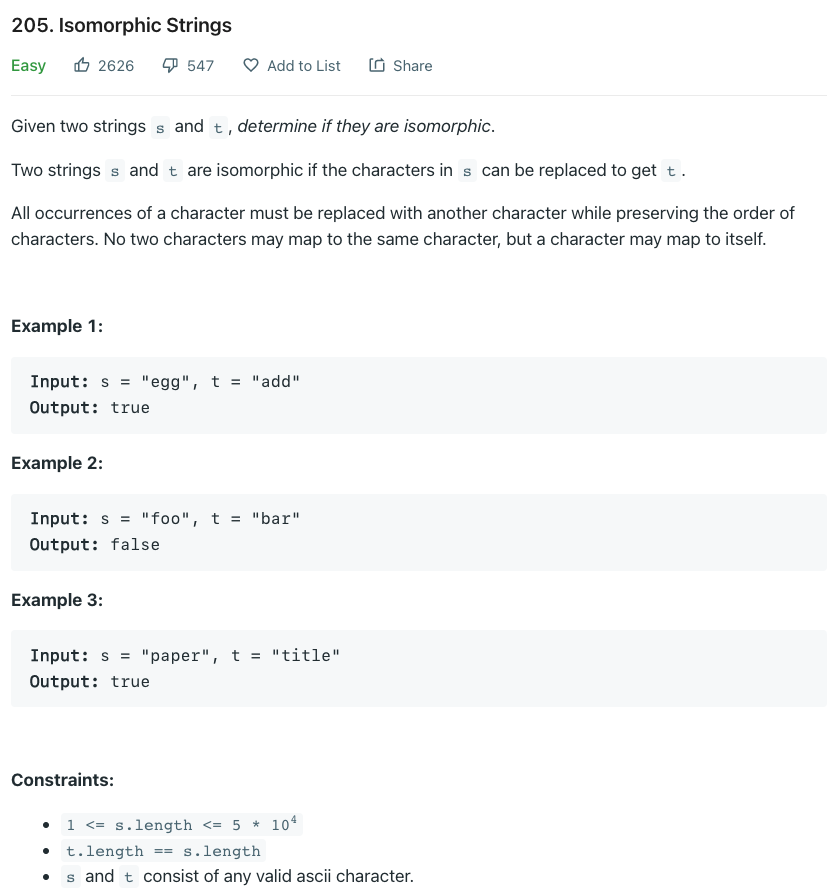 205. Isomorphic Strings
Easy 2626 547 Add to List Share
Given two strings s and t, determine if they are isomorphic.
Two strings s and t are isomorphic if the characters in s can be replaced to get t.
All occurrences of a character must be replaced with another character while preserving the order of
characters. No two characters may map to the same character, but a character may map to itself.
Example 1:
Input: s = "egg", t = "add"
Output: true
Example 2:
Input: s = "foo", t = "bar"
Output: false
Example 3:
Input: s = "paper", t = "title"
Output: true
Constraints:
• 1 <= s.length <= 5 * 10⁴
• t.length == s.length
• s and t consist of any valid ascii character.